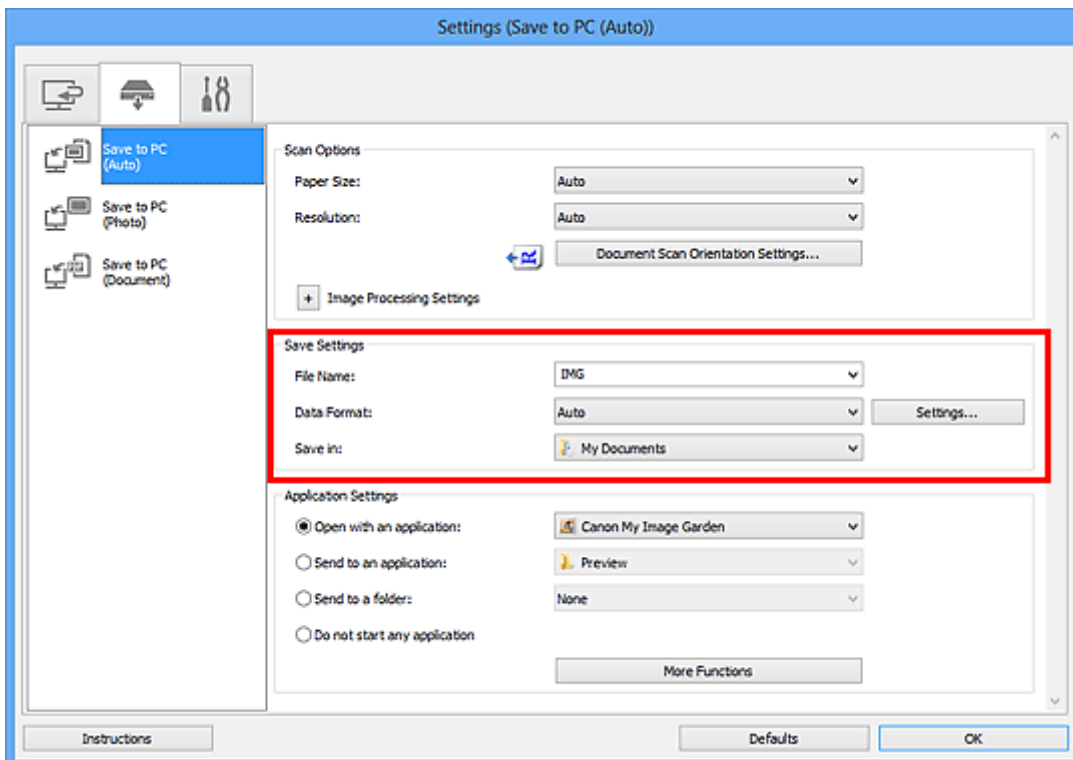 Settings (Save to PC (Auto))
Save to PC
(Auto)
Save to PC
(Photo)
Save to PC
(Document)
Scan Options
Paper Size: Auto
Resolution: Auto
Document Scan Orientation Settings...
+ Image Processing Settings
Save Settings
File Name: IMG
Data Format: Auto Settings...
Save in: My Documents
Application Settings
Open with an application: Canon My Image Garden
Send to an application: Preview
Send to a folder: None
Do not start any application
More Functions
Instructions Defaults OK